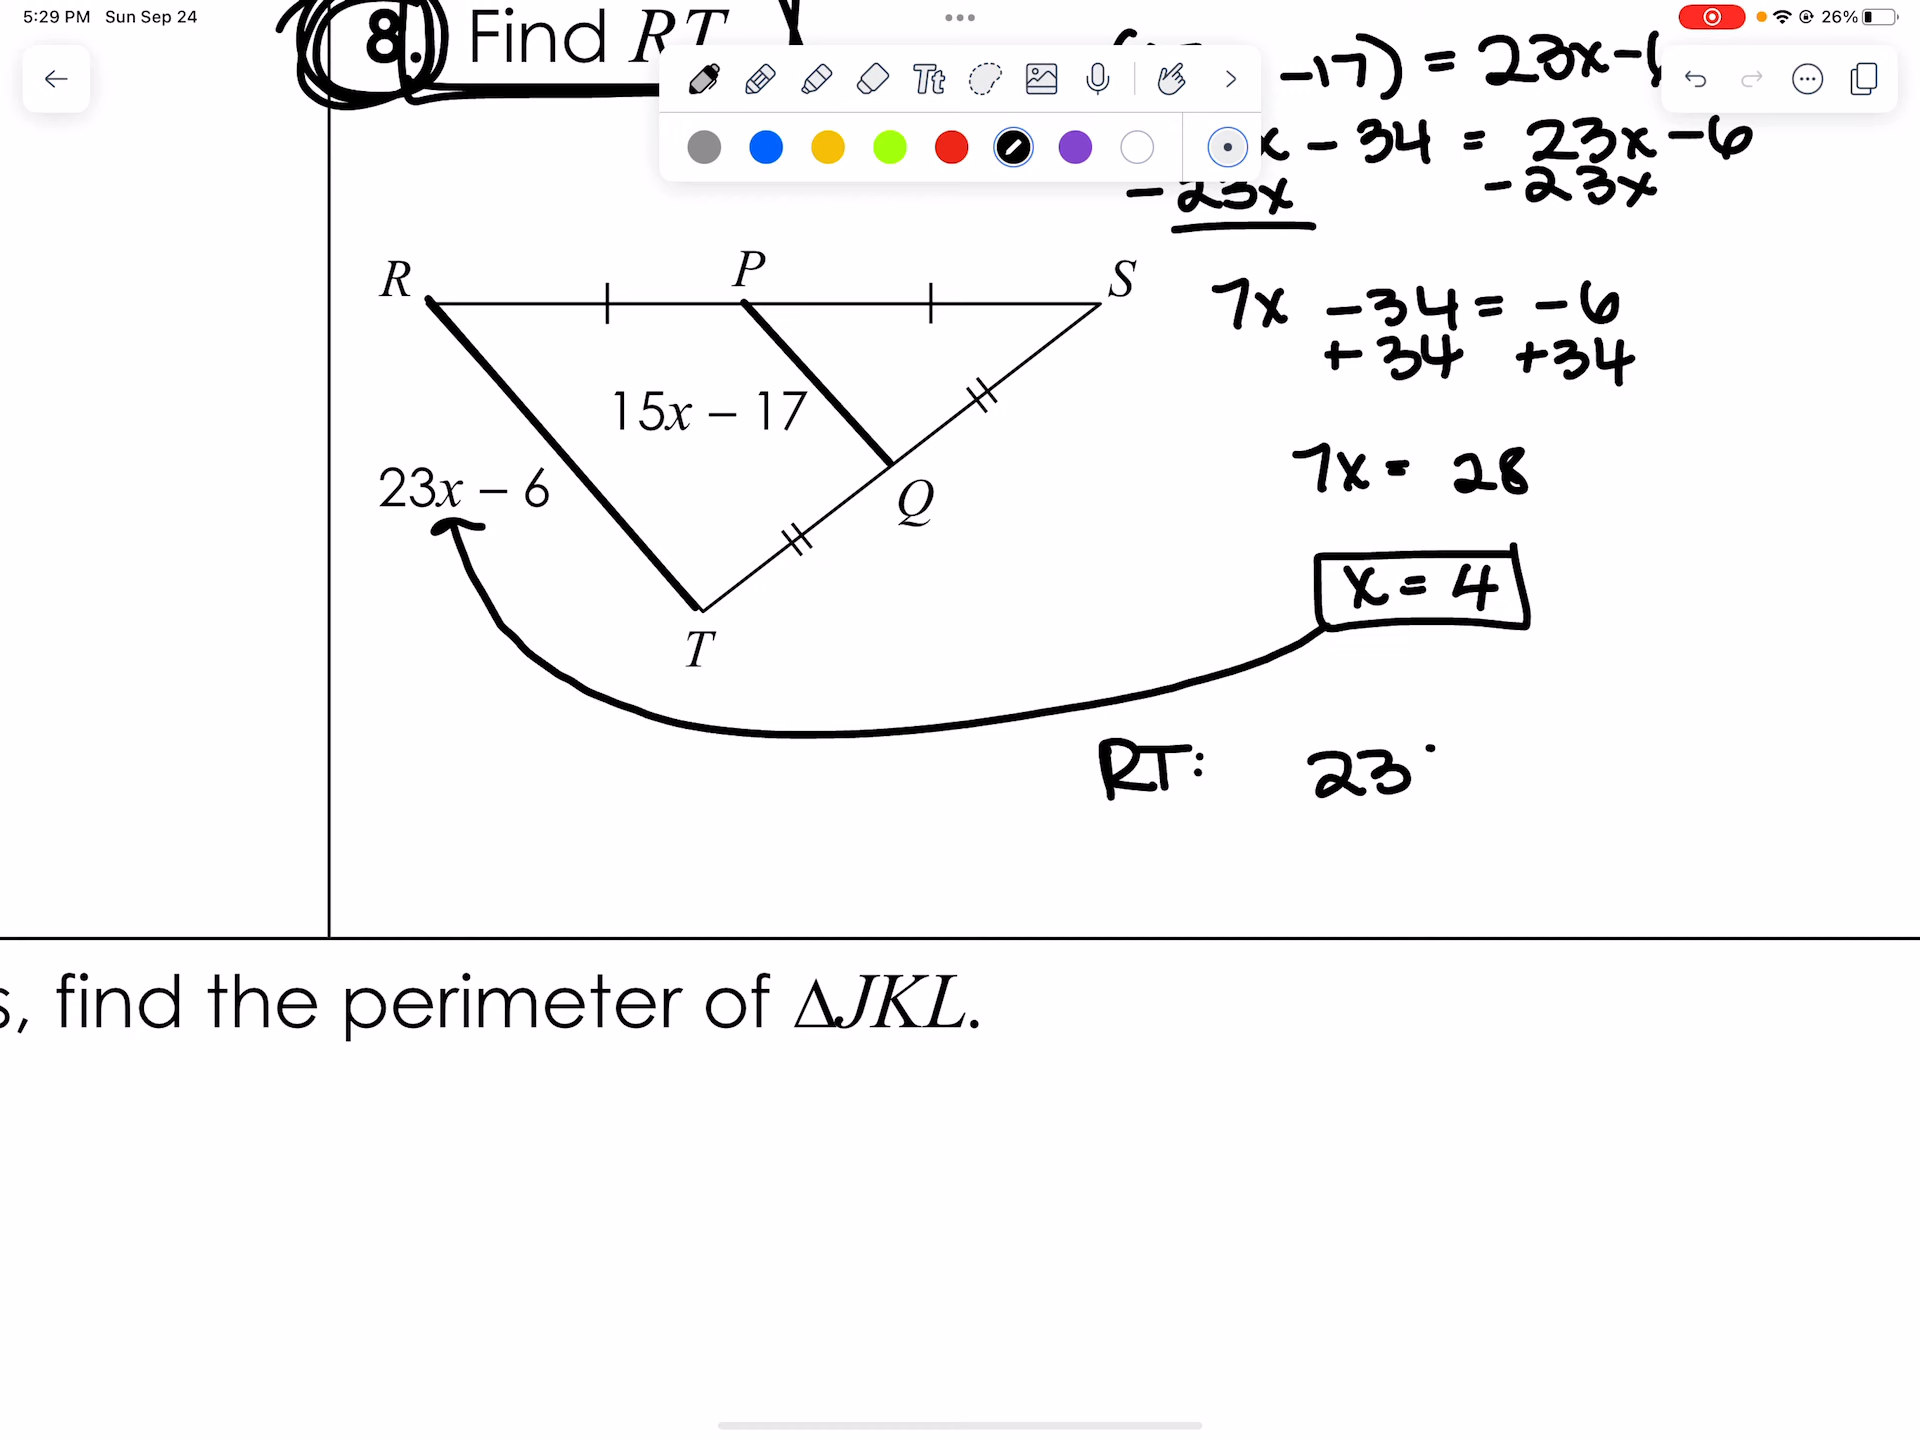 5:29 PM Sun Sep 24
26%
8. Find RT
-17) = 23x-
Tt
x - 34 = 23x-6
-23x -23x
R
P
S
7x -34 = -6
+34 +34
15x – 17
23x – 6
Q
7x = 28
x = 4
T
RT: 23 ·
s, find the perimeter of ΔJKL.